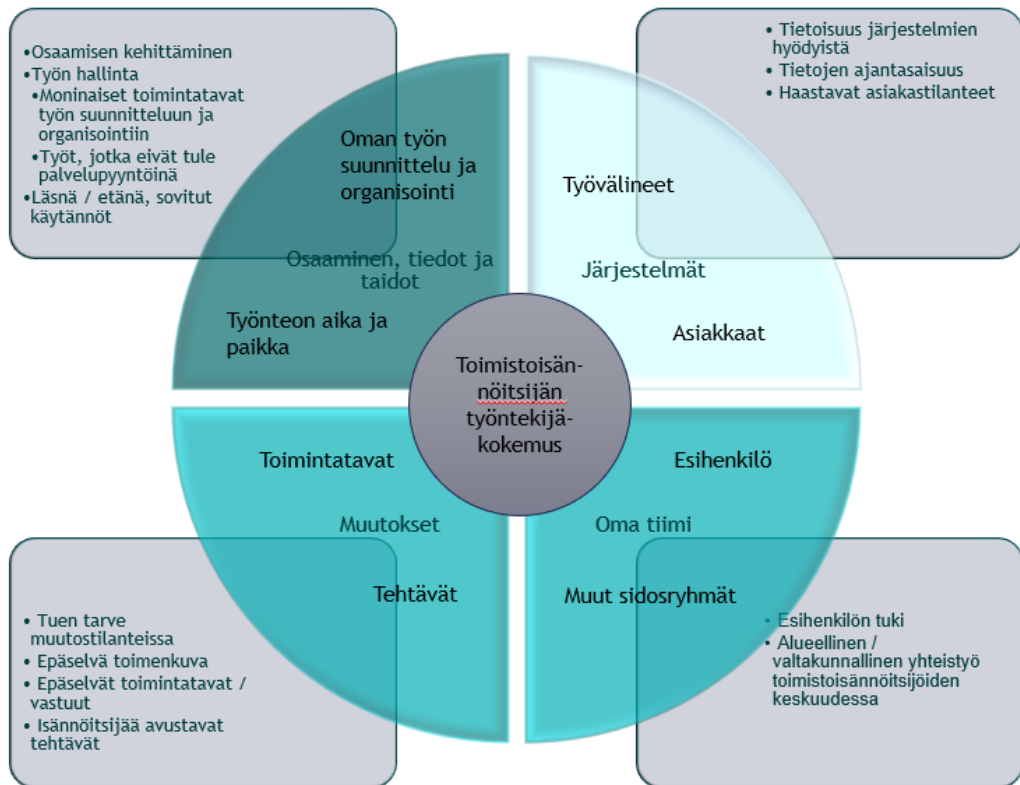 •Osaamisen kehittäminen
•Työn hallinta
•Moninaiset toimintatavat
työn suunnitteluun ja
organisointiin
•Työt, jotka eivät tule
palvelupyyntöinä
•Läsnä / etänä, sovitut
käytännöt
• Tietoisuus järjestelmien
hyödyistä
• Tietojen ajantasaisuus
• Haastavat asiakastilanteet
Oman työn
suunnittelu ja
organisointi
Osaaminen, tiedot ja
taidot
Työnteon aika ja
paikka
Työvälineet
Järjestelmät
Asiakkaat
Toimistoisän-
nöitsijän
työntekijä-
kokemus
Toimintatavat
Muutokset
Tehtävät
Esihenkilö
Oma tiimi
Muut sidosryhmät
• Tuen tarve
muutostilanteissa
• Epäselvä toimenkuva
• Epäselvät toimintatavat /
vastuut
• Isännöitsijää avustavat
tehtävät
• Esihenkilön tuki
• Alueellinen /
valtakunnallinen yhteistyö
toimistoisännöitsijöiden
keskuudessa